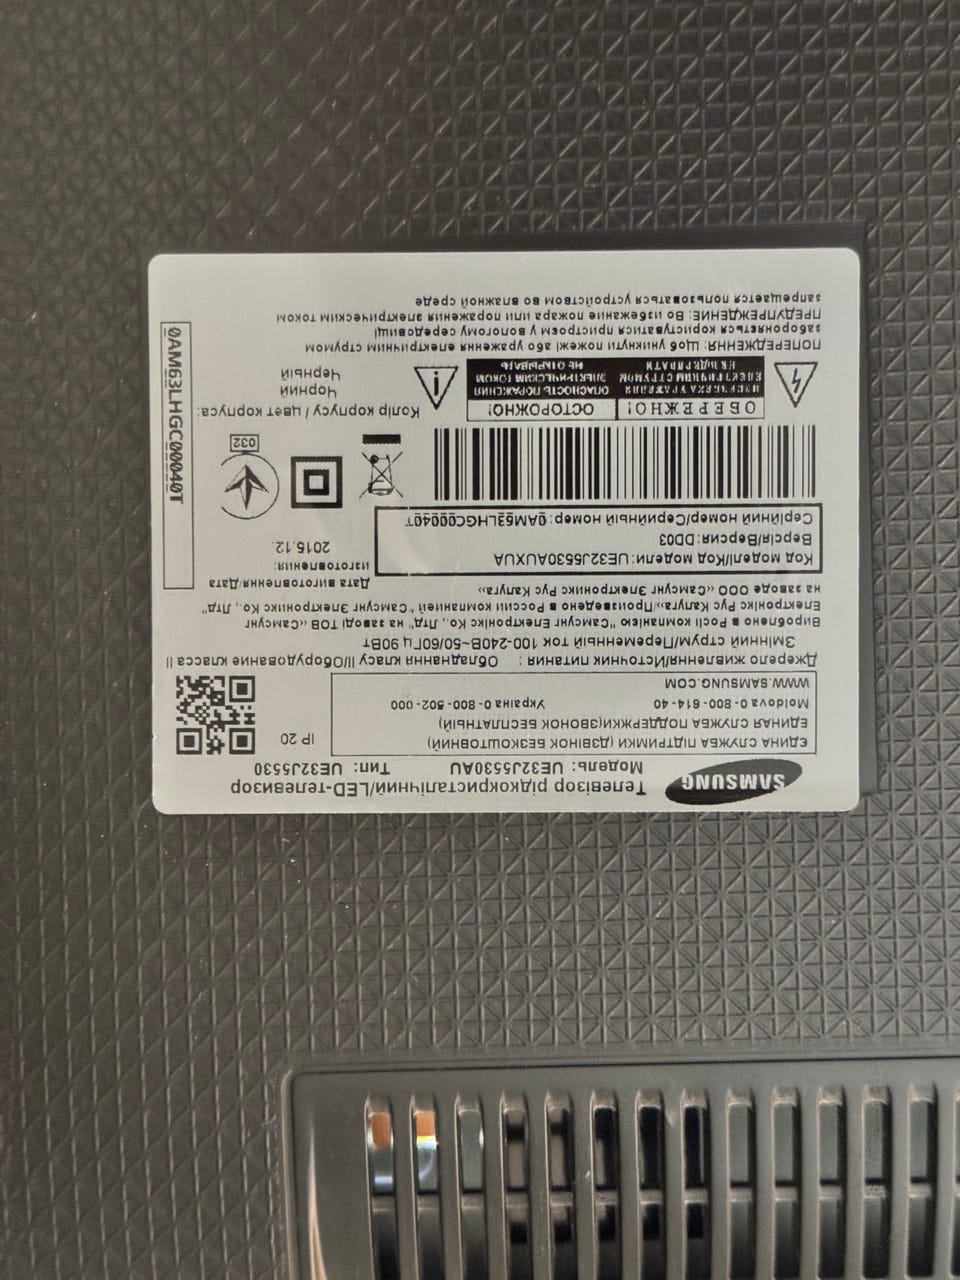 SAMSUNG
Телевізор рідкокристалічний/LED-телевизор
Модель: UE32J5530AU Тип: UE32J5530
ЄДИНА СЛУЖБА ПІДТРИМКИ (ДЗВІНОК БЕЗКОШТОВНИЙ)
ЕДИНАЯ СЛУЖБА ПОДДЕРЖКИ(ЗВОНОК БЕСПЛАТНЫЙ)
Moldova 0-800-614-40 Україна 0-800-502-000
WWW.SAMSUNG.COM
IP 20
Джерело живлення/Источник питания : Обладнання класу II/Оборудование класса II
Змінний струм/Переменный ток 100-240В~50/60Гц 90Вт
Вироблено в Росії компанією "Самсунг Електронікс Ко., Лтд" на заводі ТОВ «Самсунг
Електронікс Рус Калуга»/Произведено в России компанией "Самсунг Электроникс Ко., Лтд"
на заводе ООО «Самсунг Электроникс Рус Калуга»
Код моделі/Код модели: UE32J5530AUXUA
Версія/Версия: DD03
Серійний номер/Серийный номер: 0AM63LHGC00040T
Дата виготовлення/Дата
изготовления:
2015.12.
032
ОБЕРЕЖНО!
НЕБЕЗПЕКА УРАЖЕННЯ
ЕЛЕКТРИЧНИМ СТРУМОМ
НЕ ВІДКРИВАТИ
ОСТОРОЖНО!
ОПАСНОСТЬ ПОРАЖЕНИЯ
ЭЛЕКТРИЧЕСКИМ ТОКОМ
НЕ ОТКРЫВАТЬ
Колір корпусу / цвет корпуса:
Чорний
Черный
ПОПЕРЕДЖЕННЯ: Щоб уникнути пожежі або ураження електричним струмом
забороняється користуватися пристроєм у вологому середовищі
ПРЕДУПРЕЖДЕНИЕ: Во избежание пожара или поражения электрическим током
запрещается пользоваться устройством во влажной среде
0AM63LHGC00040T